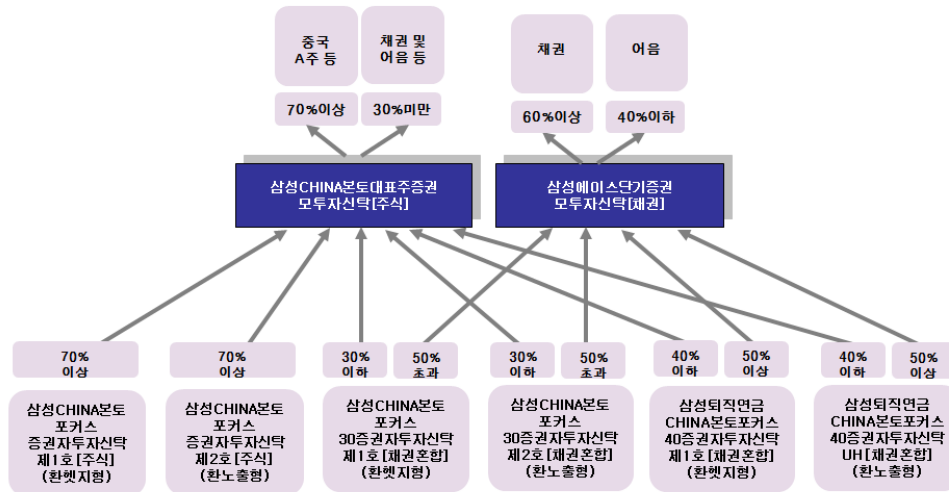 중국
A주 등
채권 및
어음 등
채권
어음
70%이상
30%미만
60%이상
40%이하
삼성CHINA본토대표주증권
모투자신탁[주식]
삼성에이스단기증권
모투자신탁[채권]
70%
이상
70%
이상
30%
이하
50%
초과
30%
이하
50%
초과
40%
이하
50%
이상
40%
이하
50%
이상
삼성CHINA본토
포커스
증권자투자신탁
제1호[주식]
(환헷지형)
삼성CHINA본토
포커스
증권자투자신탁
제2호[주식]
(환노출형)
삼성CHINA본토
포커스
30증권자투자신탁
제1호[채권혼합]
(환헷지형)
삼성CHINA본토
포커스
30증권자투자신탁
제2호[채권혼합]
(환노출형)
삼성퇴직연금
CHINA본토포커스
40증권자투자신탁
제1호[채권혼합]
(환헷지형)
삼성퇴직연금
CHINA본토포커스
40증권자투자신탁
UH[채권혼합]
(환노출형)